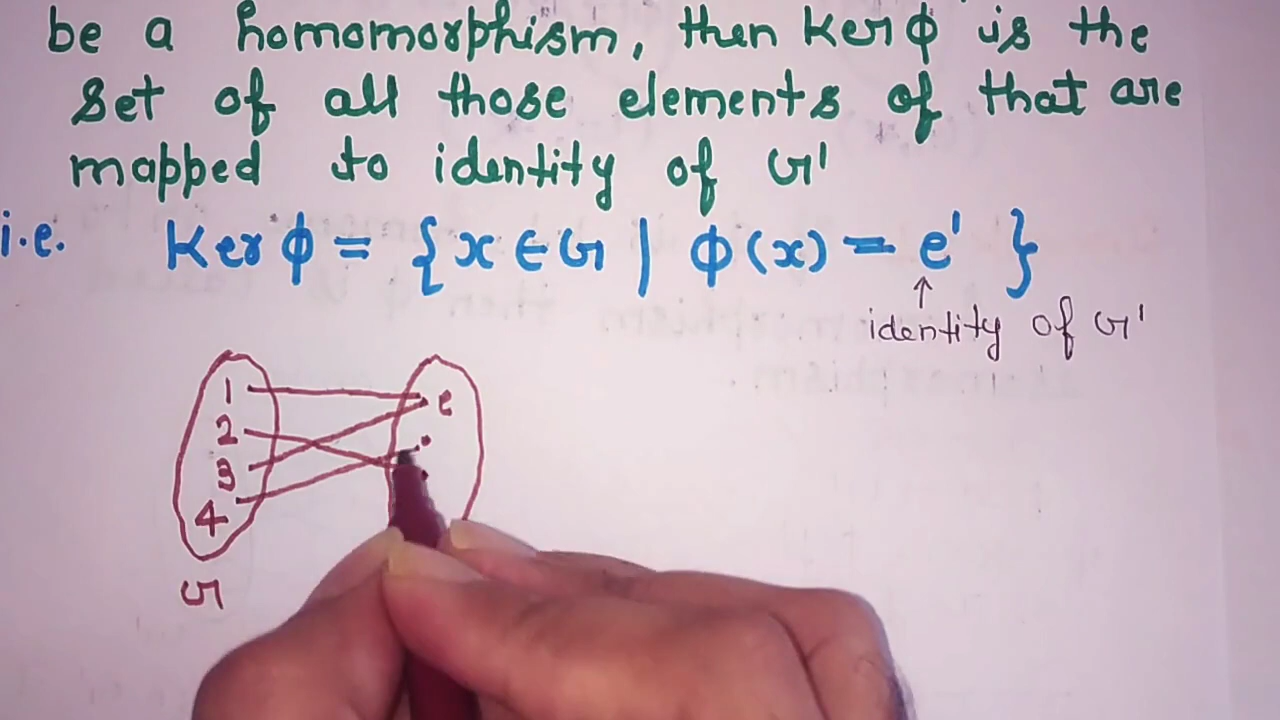 be a homomorphism, then Ker ϕ is the
set of all those elements of that are
mapped to identity of G'
i.e. Ker ϕ = {x ∈ G | ϕ(x) = e' }
↑
identity of G'
1 e
2
3
4
G